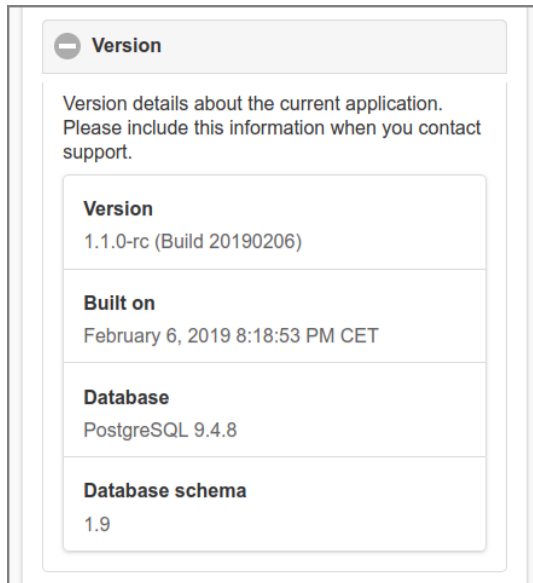 Version
Version details about the current application.
Please include this information when you contact
support.
Version
1.1.0-rc (Build 20190206)
Built on
February 6, 2019 8:18:53 PM CET
Database
PostgreSQL 9.4.8
Database schema
1.9